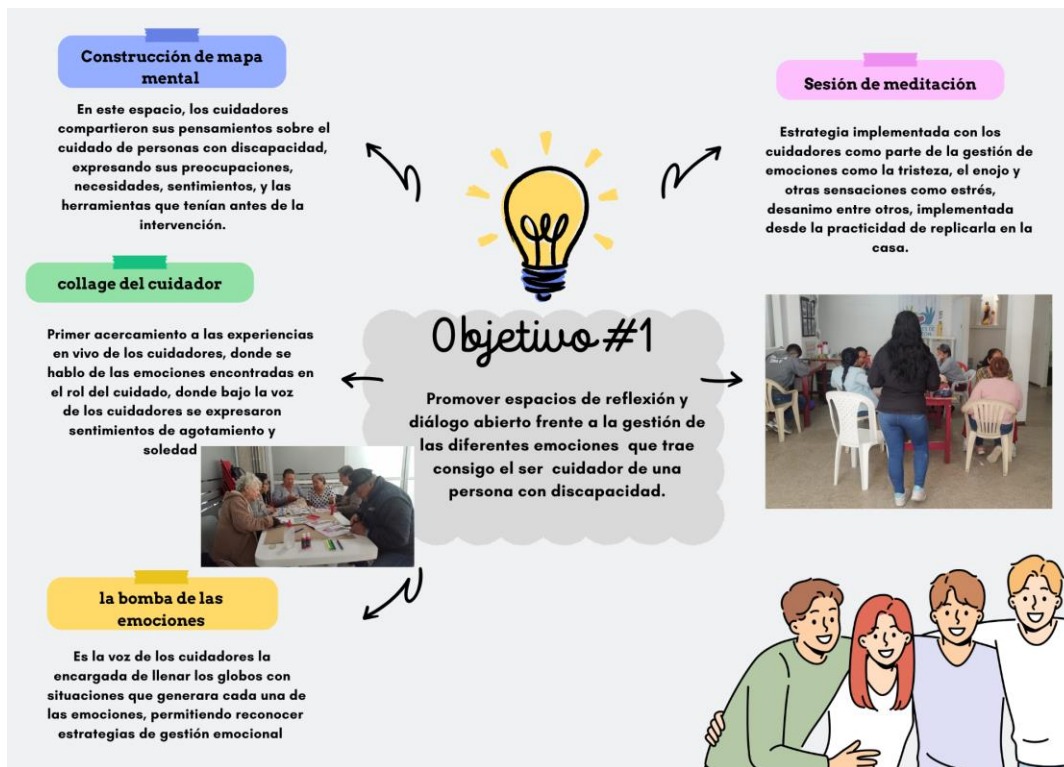 Construcción de mapa
mental
En este espacio, los cuidadores
compartieron sus pensamientos sobre el
cuidado de personas con discapacidad,
expresando sus preocupaciones,
necesidades, sentimientos, y las
herramientas que tenían antes de la
intervención.
collage del cuidador
Primer acercamiento a las experiencias
en vivo de los cuidadores, donde se
hablo de las emociones encontradas en
el rol del cuidado, donde bajo la voz
de los cuidadores se expresaron
sentimientos de agotamiento y
soledad
la bomba de las
emociones
Es la voz de los cuidadores la
encargada de llenar los globos con
situaciones que generara cada una de
las emociones, permitiendo reconocer
estrategias de gestión emocional
Objetivo #1
Promover espacios de reflexión y
diálogo abierto frente a la gestión de
las diferentes emociones que trae
consigo el ser cuidador de una
persona con discapacidad.
Sesión de meditación
Estrategia implementada con los
cuidadores como parte de la gestión de
emociones como la tristeza, el enojo y
otras sensaciones como estrés,
desanimo entre otros, implementada
desde la practicidad de replicarla en la
casa.